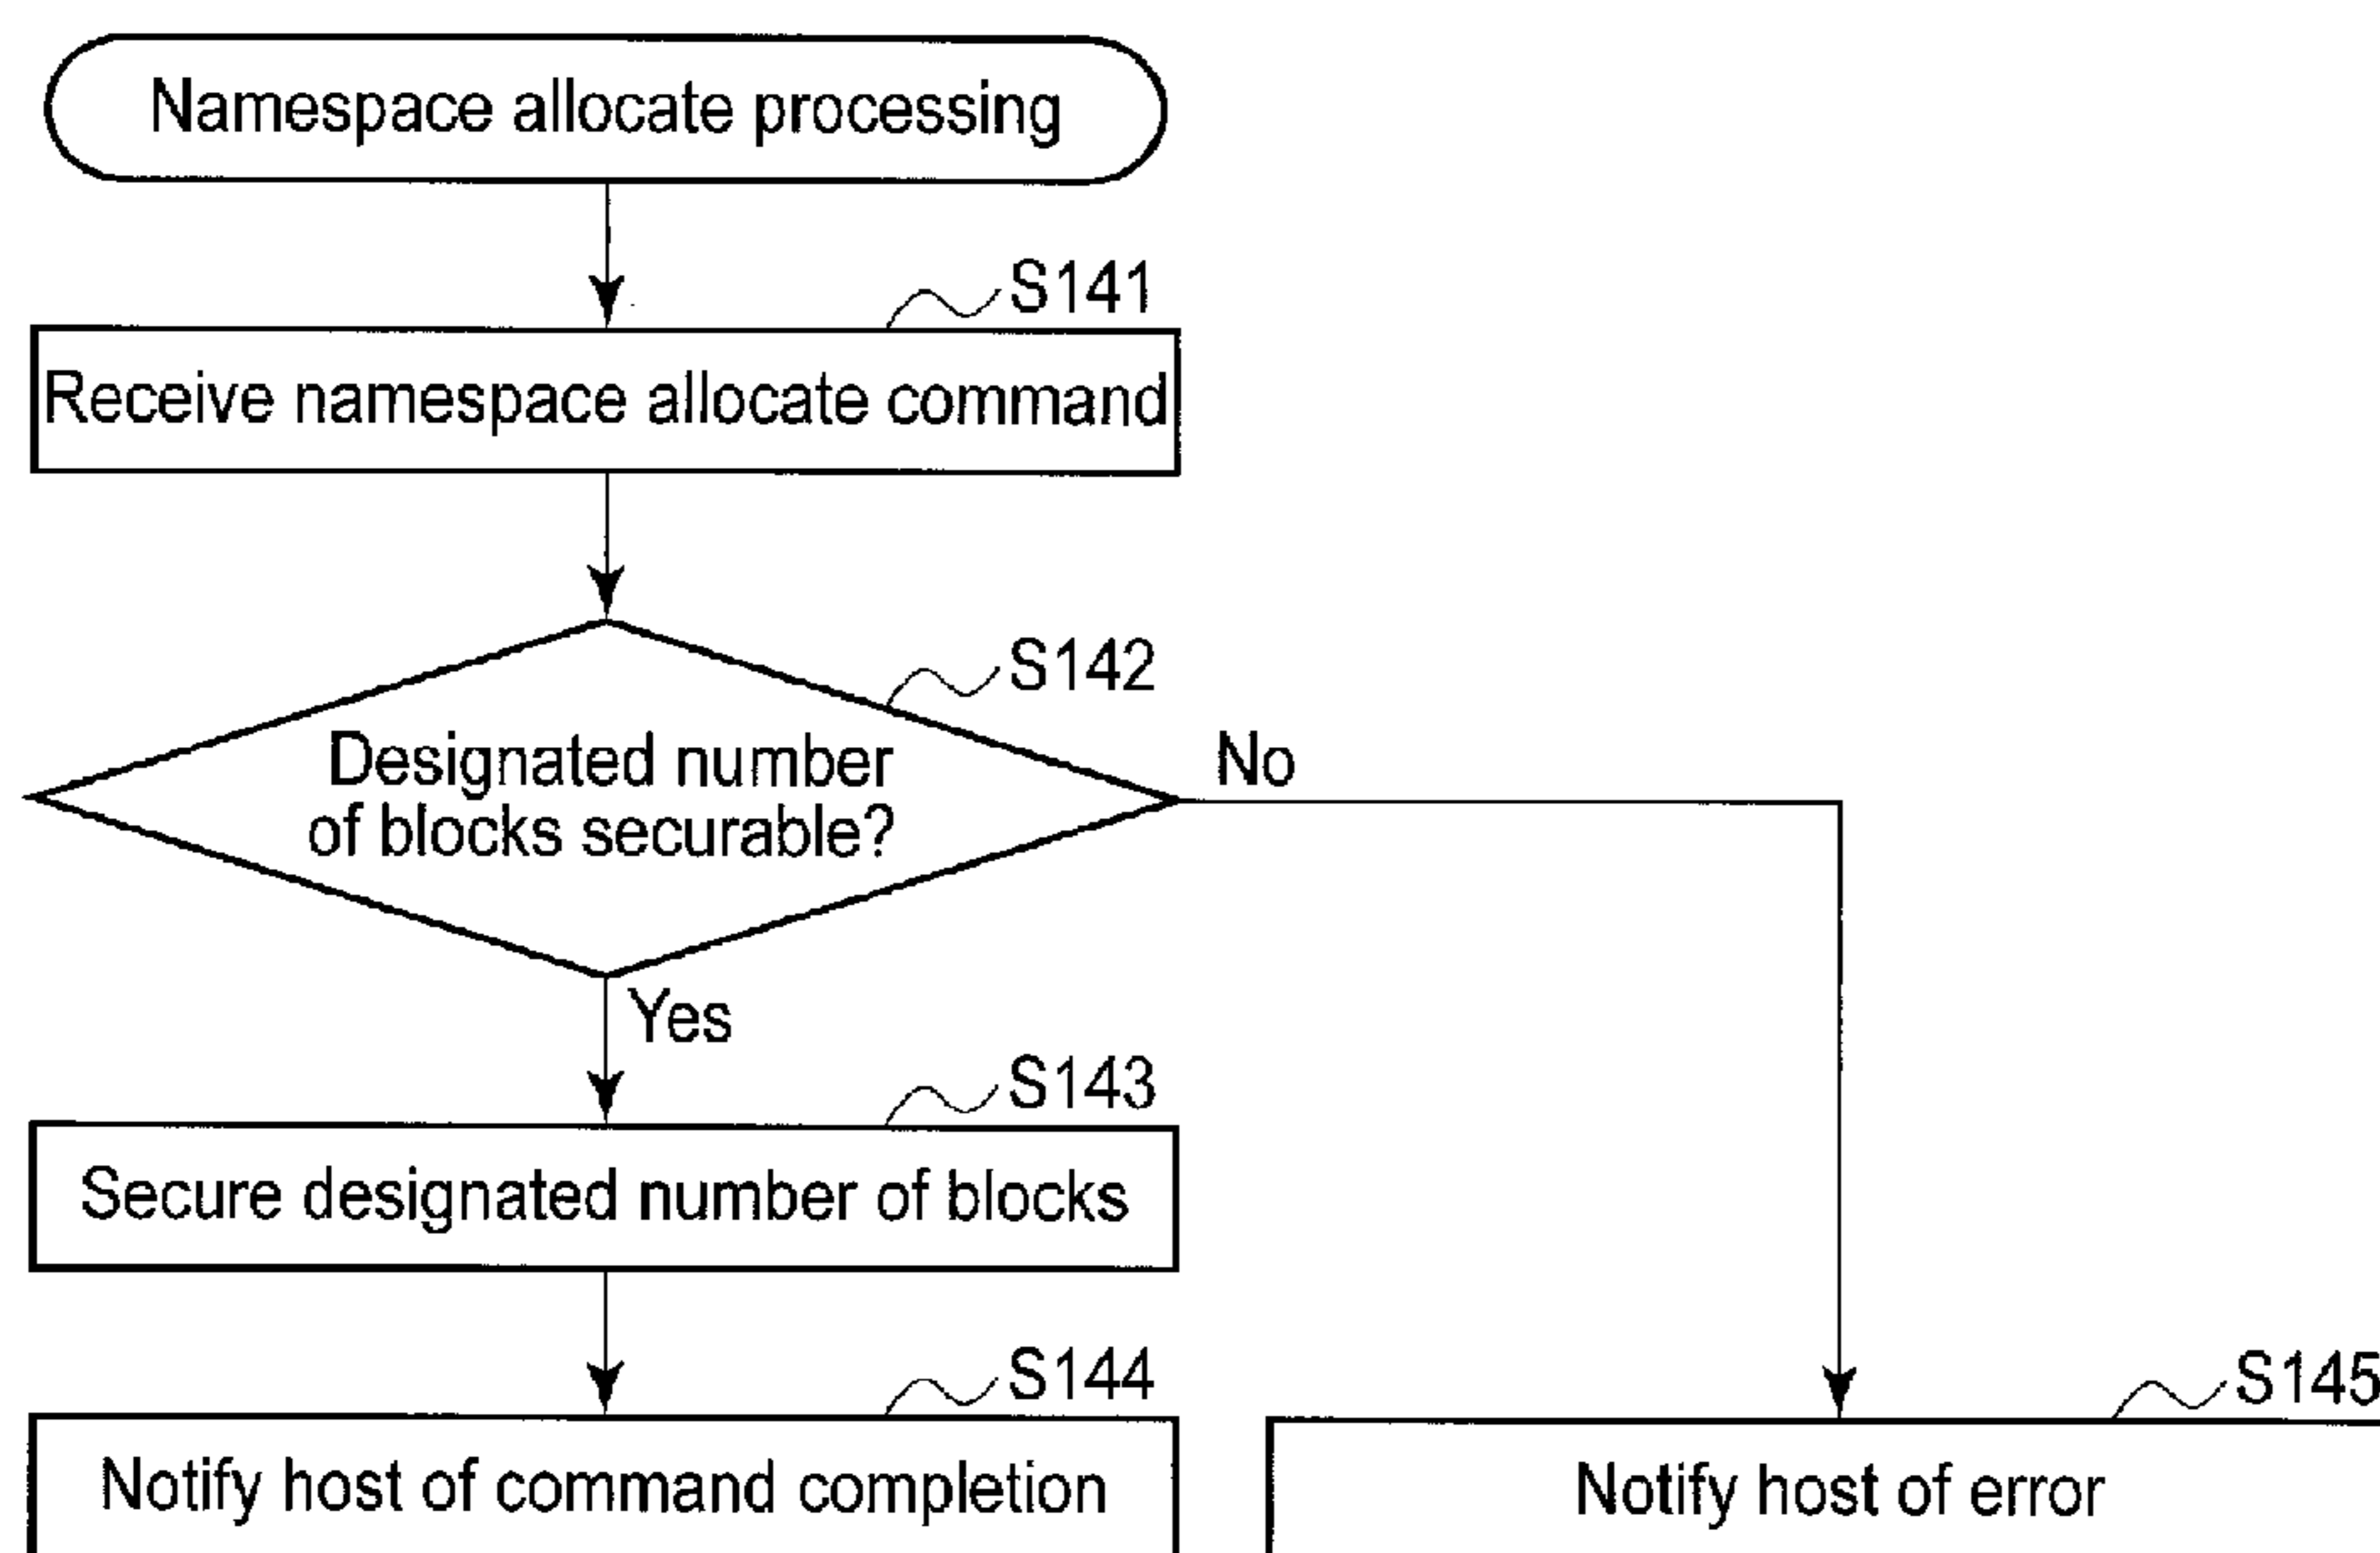 Namespace allocate processing
S141
Receive namespace allocate command
S142
Designated number
of blocks securable?
No
Yes
S143
Secure designated number of blocks
S144
Notify host of command completion
S145
Notify host of error